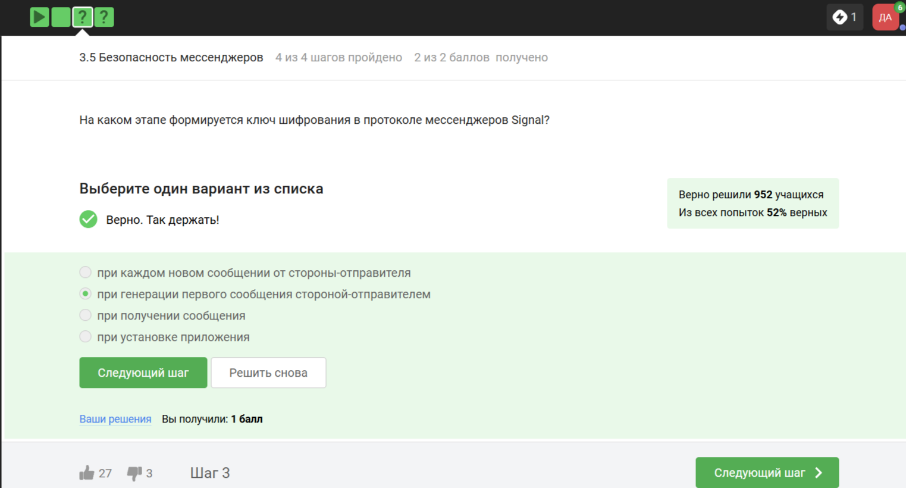 ? ?
1
ДА
6
3.5 Безопасность мессенджеров 4 из 4 шагов пройдено 2 из 2 баллов получено
На каком этапе формируется ключ шифрования в протоколе мессенджеров Signal?
Выберите один вариант из списка
Верно. Так держать!
Верно решили 952 учащихся
Из всех попыток 52% верных
при каждом новом сообщении от стороны-отправителя
при генерации первого сообщения стороной-отправителем
при получении сообщения
при установке приложения
Следующий шаг
Решить снова
Ваши решения Вы получили: 1 балл
27 3 Шаг 3
Следующий шаг